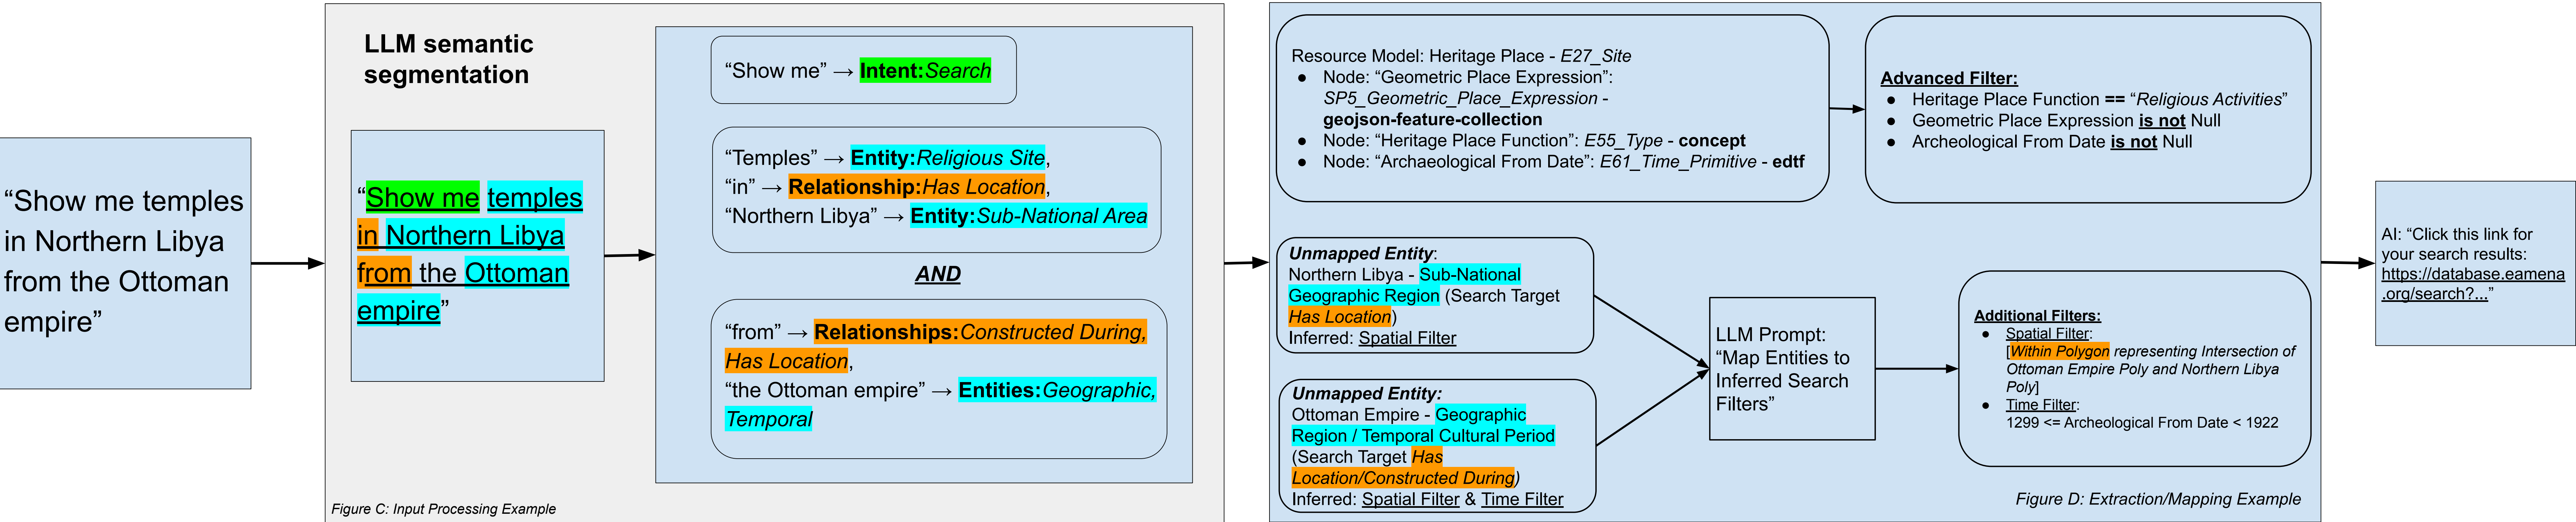 “Show me temples
in Northern Libya
from the Ottoman
empire”
LLM semantic
segmentation
“Show me temples
in Northern Libya
from the Ottoman
empire”
“Show me” → Intent:Search
“Temples” → Entity:Religious Site,
“in” → Relationship:Has Location,
“Northern Libya” → Entity:Sub-National Area
AND
“from” → Relationships:Constructed During,
Has Location,
“the Ottoman empire” → Entities:Geographic,
Temporal
Figure C: Input Processing Example
Resource Model: Heritage Place - E27_Site
● Node: “Geometric Place Expression”:
SP5_Geometric_Place_Expression -
geojson-feature-collection
● Node: “Heritage Place Function”: E55_Type - concept
● Node: “Archaeological From Date”: E61_Time_Primitive - edtf
Advanced Filter:
● Heritage Place Function == “Religious Activities”
● Geometric Place Expression is not Null
● Archeological From Date is not Null
Unmapped Entity:
Northern Libya - Sub-National
Geographic Region (Search Target
Has Location)
Inferred: Spatial Filter
Unmapped Entity:
Ottoman Empire - Geographic
Region / Temporal Cultural Period
(Search Target Has
Location/Constructed During)
Inferred: Spatial Filter & Time Filter
LLM Prompt:
“Map Entities to
Inferred Search
Filters”
Additional Filters:
● Spatial Filter:
[Within Polygon representing Intersection of
Ottoman Empire Poly and Northern Libya
Poly]
● Time Filter:
1299 <= Archeological From Date < 1922
Figure D: Extraction/Mapping Example
AI: “Click this link for
your search results:
https://database.eamena
.org/search?...”